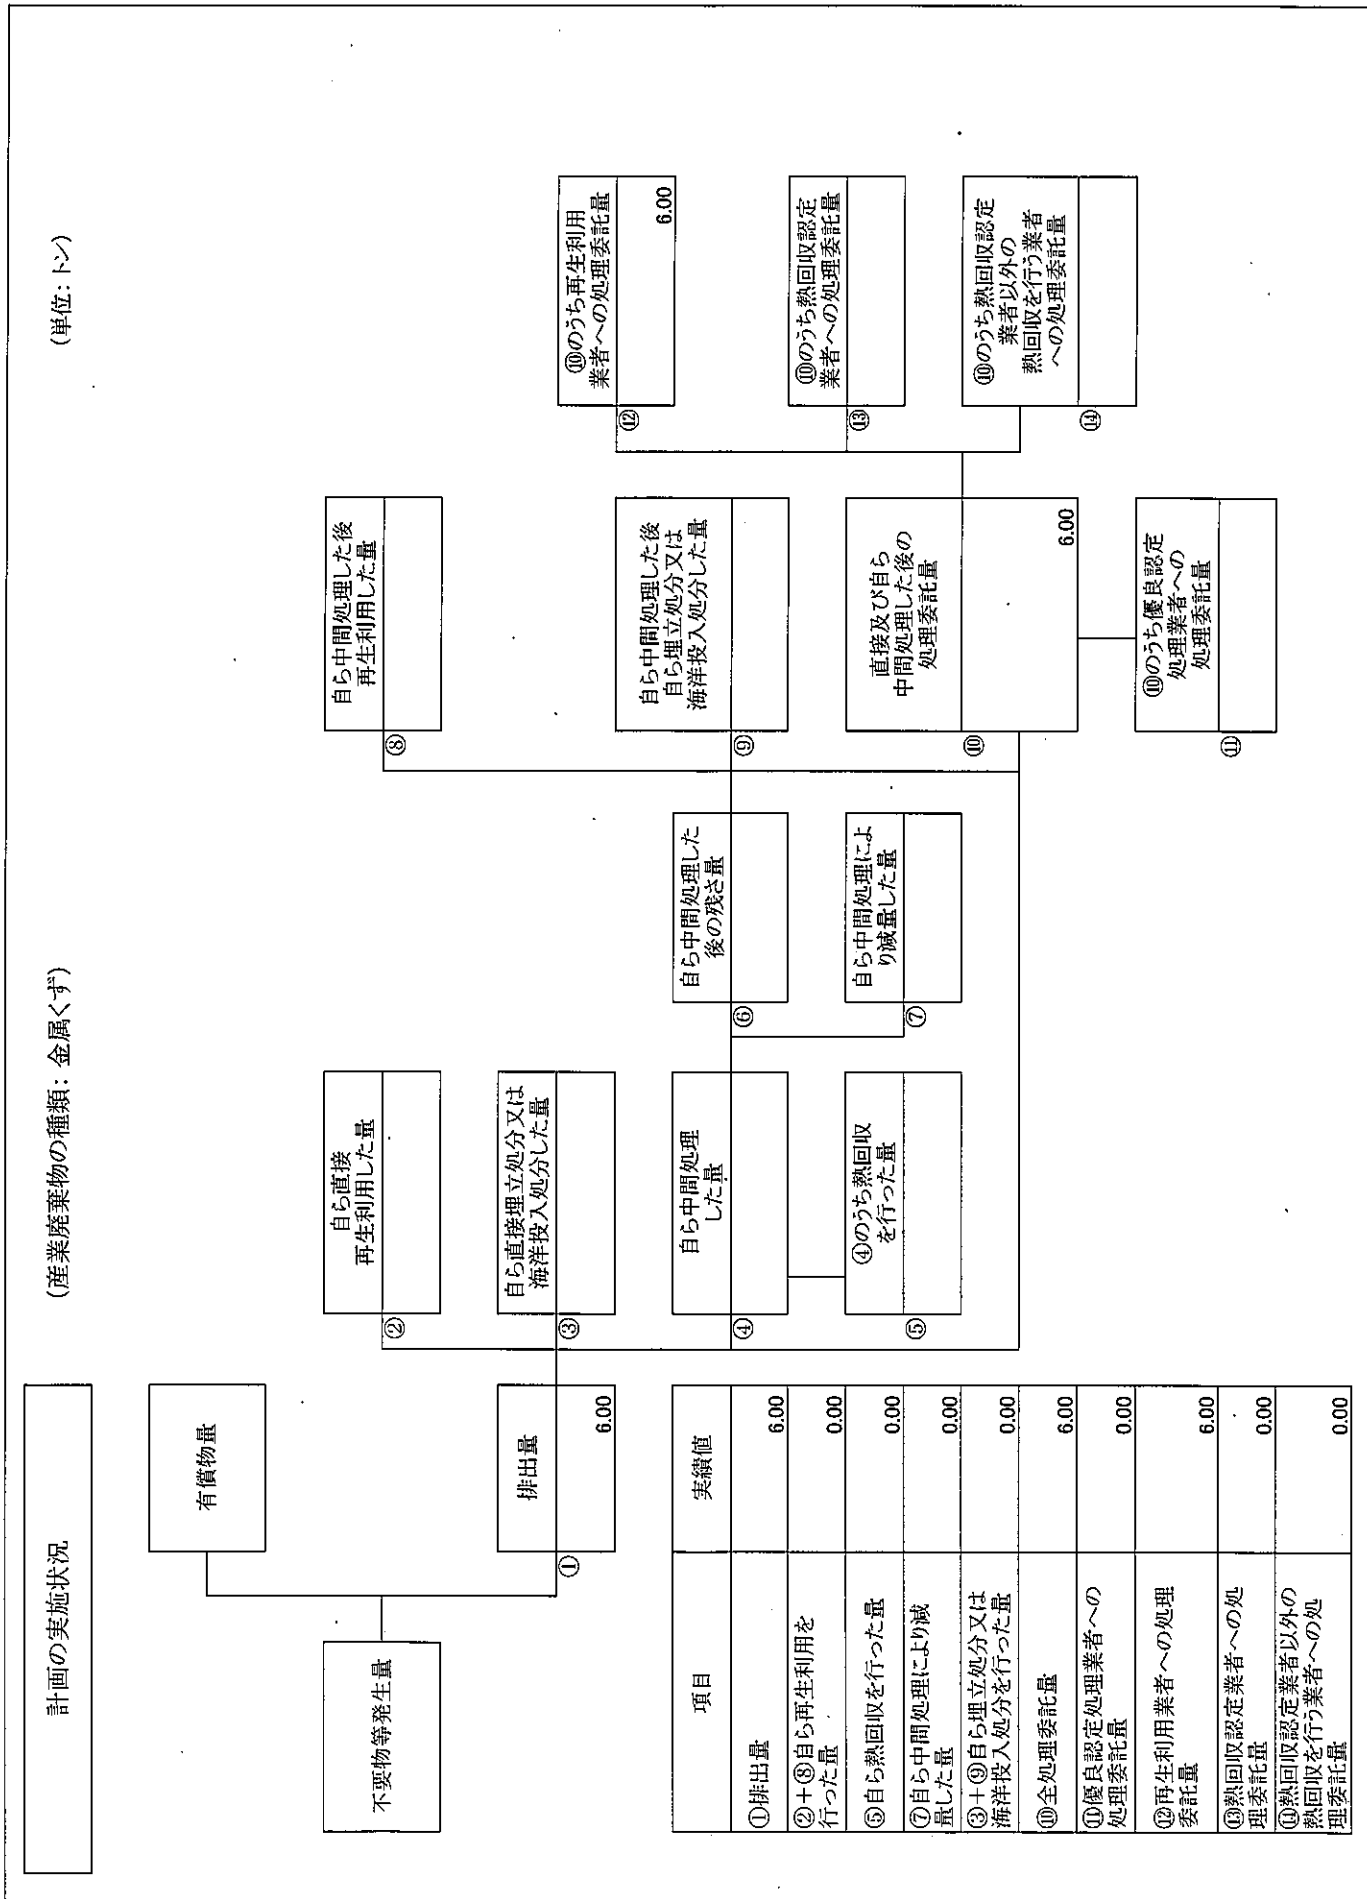 計画の実施状況
(産業廃棄物の種類: 金属くず)
(単位: トン)
不要物等発生量
有償物量
①
排出量
6.00
②
自ら直接
再生利用した量
③
自ら直接埋立処分又は
海洋投入処分した量
④
自ら中間処理
した量
⑤
④のうち熱回収
を行った量
⑥
自ら中間処理した
後の残さ量
⑦
自ら中間処理によ
り減量した量
⑧
自ら中間処理した後
再生利用した量
⑨
自ら中間処理した後
自ら埋立処分又は
海洋投入処分した量
⑩
直接及び自ら
中間処理した後の
処理委託量
6.00
⑪
⑩のうち優良認定
処理業者への
処理委託量
⑫
⑩のうち再生利用
業者への処理委託量
6.00
⑬
⑩のうち熱回収認定
業者への処理委託量
⑭
⑩のうち熱回収認定
業者以外の
熱回収を行う業者
への処理委託量
項目 実績値
①排出量 6.00
②+⑧自ら再生利用を
行った量 0.00
⑤自ら熱回収を行った量 0.00
⑦自ら中間処理により減
量した量 0.00
③+⑨自ら埋立処分又は
海洋投入処分を行った量 0.00
⑩全処理委託量 6.00
⑪優良認定処理業者への
処理委託量 0.00
⑫再生利用業者への処理
委託量 6.00
⑬熱回収認定業者への処
理委託量 0.00
⑭熱回収認定業者以外の
熱回収を行う業者への処
理委託量 0.00